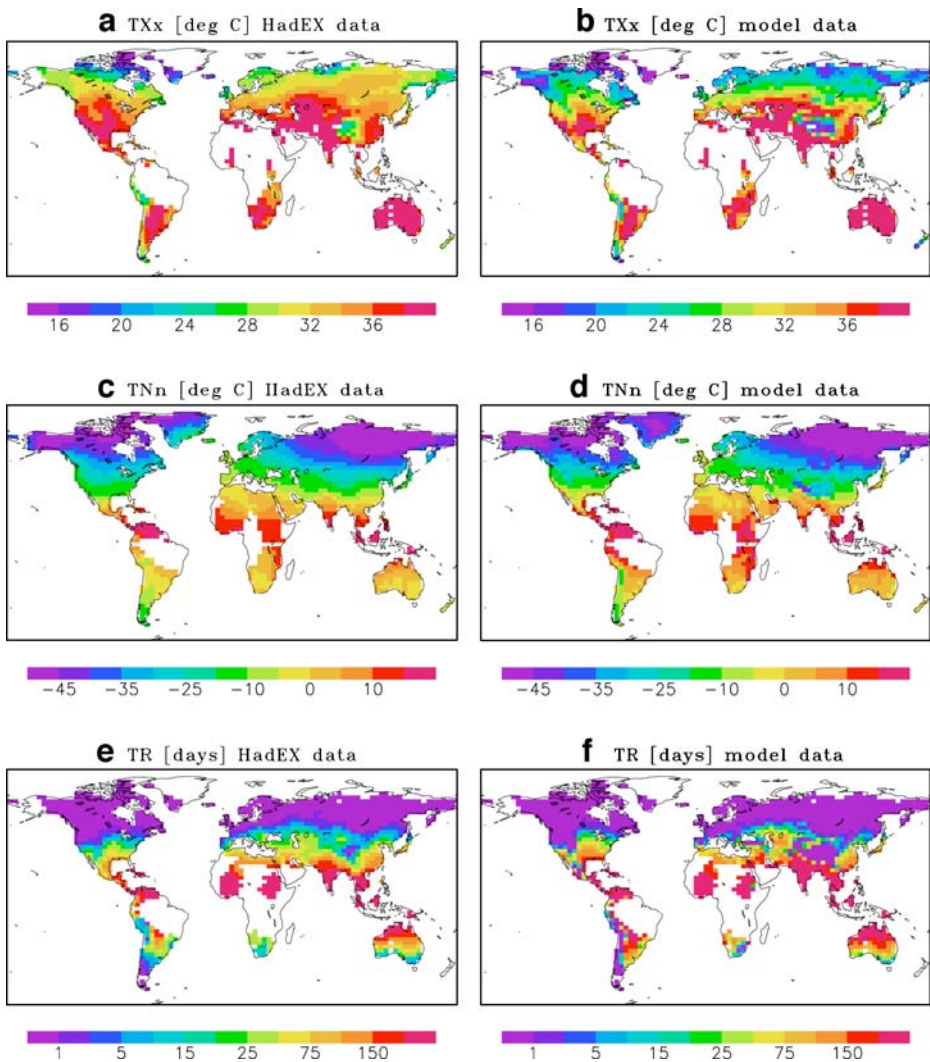 a TXx [deg C] HadEX data
b TXx [deg C] model data
16 20 24 28 32 36
16 20 24 28 32 36
c TNn [deg C] HadEX data
d TNn [deg C] model data
-45 -35 -25 -10 0 10
-45 -35 -25 -10 0 10
e TR [days] HadEX data
f TR [days] model data
1 5 15 25 75 150
1 5 15 25 75 150